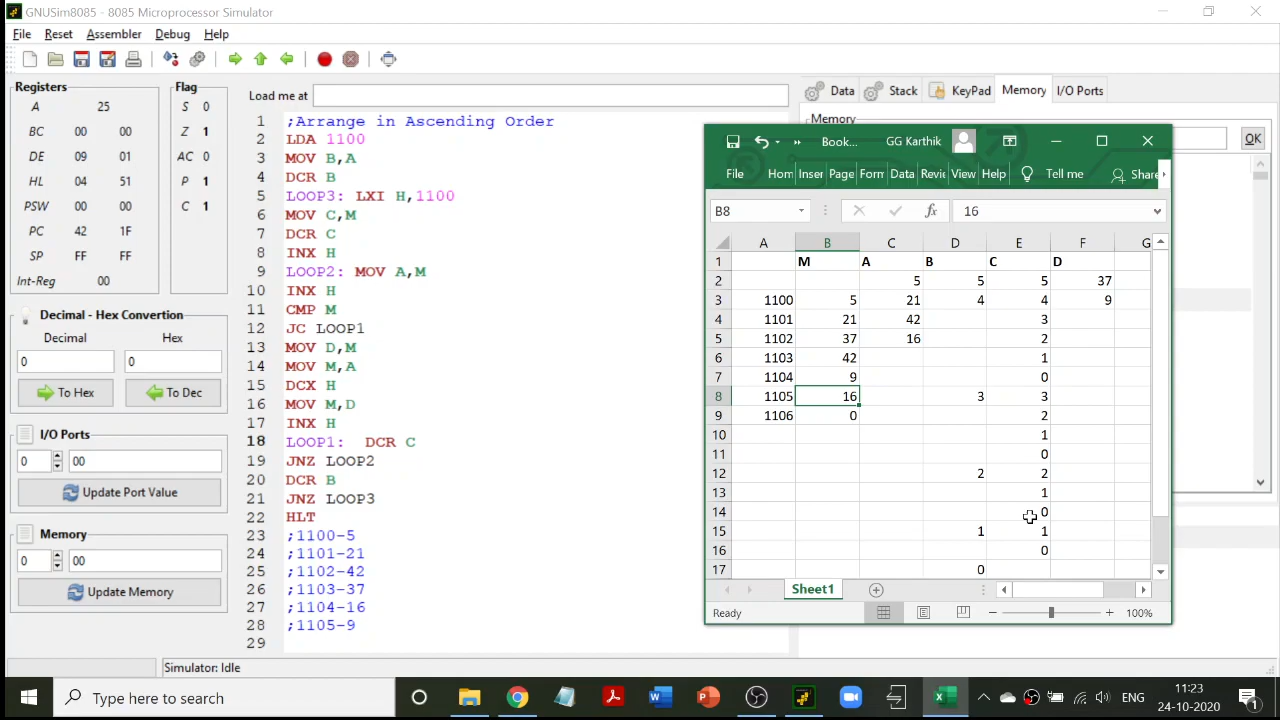 GNUSim8085 - 8085 Microprocessor Simulator
File Reset Assembler Debug Help
Registers
A 25
BC 00 00
DE 09 01
HL 04 51
PSW 00 00
PC 42 1F
SP FF FF
Int-Reg 00
Flag
S 0
Z 1
AC 0
P 1
C 1
Decimal - Hex Convertion
Decimal Hex
0 0
To Hex To Dec
I/O Ports
0 00
Update Port Value
Memory
0 00
Update Memory
Load me at
1 ;Arrange in Ascending Order
2 LDA 1100
3 MOV B,A
4 DCR B
5 LOOP3: LXI H,1100
6 MOV C,M
7 DCR C
8 INX H
9 LOOP2: MOV A,M
10 INX H
11 CMP M
12 JC LOOP1
13 MOV D,M
14 MOV M,A
15 DCX H
16 MOV M,D
17 INX H
18 LOOP1: DCR C
19 JNZ LOOP2
20 DCR B
21 JNZ LOOP3
22 HLT
23 ;1100-5
24 ;1101-21
25 ;1102-42
26 ;1103-37
27 ;1104-16
28 ;1105-9
29
Simulator: Idle
Data Stack KeyPad Memory I/O Ports
Memory
OK
Book... GG Karthik
File Hom Inser Page Form Data Revie View Help Tell me Share
B8 fx 16
A B C D E F G
1 M A B C D
2 5 5 5 37
3 1100 5 21 4 4 9
4 1101 21 42 3
5 1102 37 16 2
6 1103 42 1
7 1104 9 0
8 1105 16 3 3
9 1106 0 2
10 1
11 0
12 2 2
13 1
14 0
15 1 1
16 0
17 0
Sheet1
Ready 100%
Type here to search
ENG
11:23
24-10-2020
1